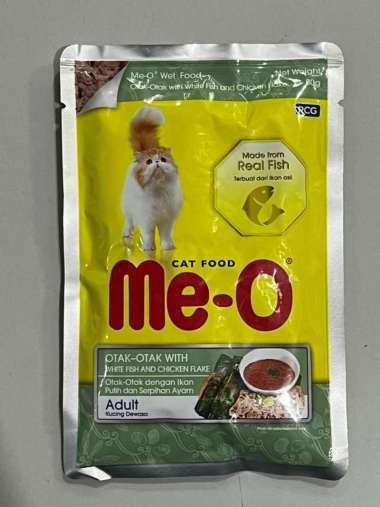 Me-O® Wet Food
Otak-Otak with White Fish and Chicken Flake
Net Weight
80g
PCG
Made from
Real Fish
Terbuat dari ikan asli
CAT FOOD
Me-O®
OTAK-OTAK WITH
WHITE FISH AND CHICKEN FLAKE
Otak-Otak dengan Ikan
Putih dan Serpihan Ayam
Adult
Kucing Dewasa